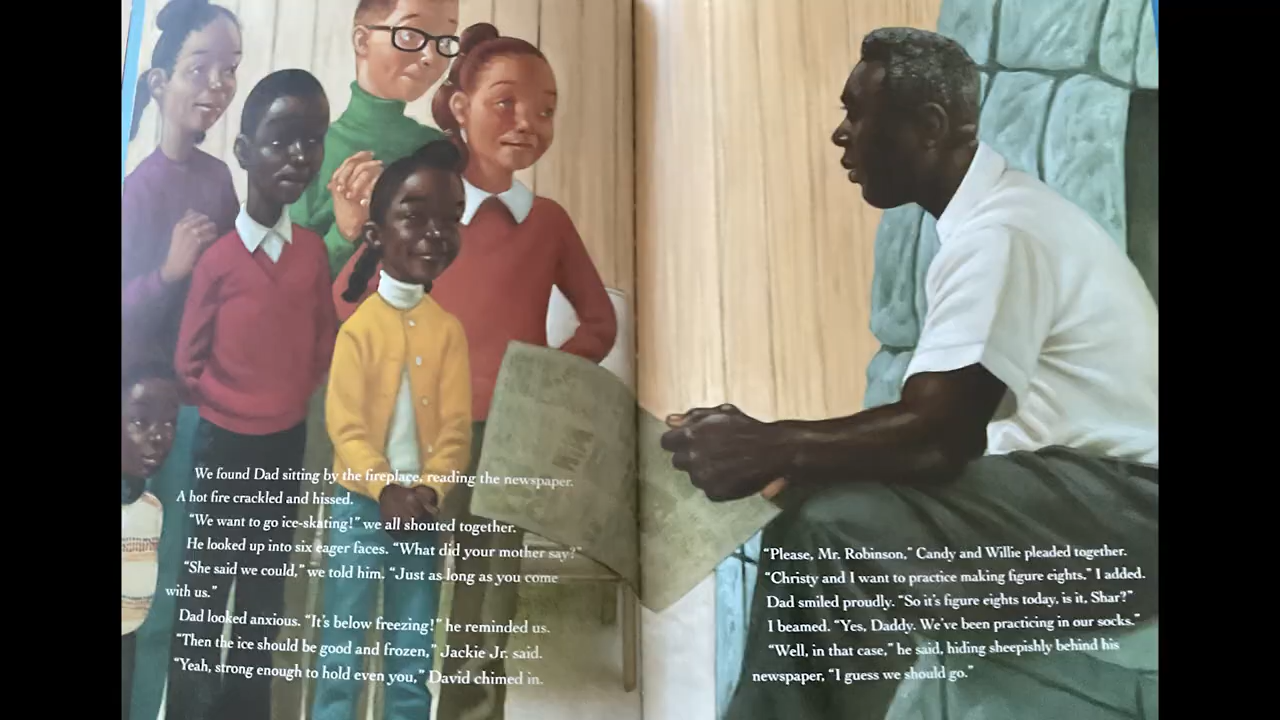 We found Dad sitting by the fireplace, reading the newspaper.
A hot fire crackled and hissed.
“We want to go ice-skating!” we all shouted together.
He looked up into six eager faces. “What did your mother say?”
“She said we could,” we told him. “Just as long as you come
with us.”
Dad looked anxious. “It’s below freezing!” he reminded us.
“Then the ice should be good and frozen,” Jackie Jr. said.
“Yeah, strong enough to hold even you,” David chimed in.
“Please, Mr. Robinson,” Candy and Willie pleaded together.
“Christy and I want to practice making figure eights,” I added.
Dad smiled proudly. “So it’s figure eights today, is it, Shar?”
I beamed. “Yes, Daddy. We’ve been practicing in our socks.”
“Well, in that case,” he said, hiding sheepishly behind his
newspaper, “I guess we should go.”